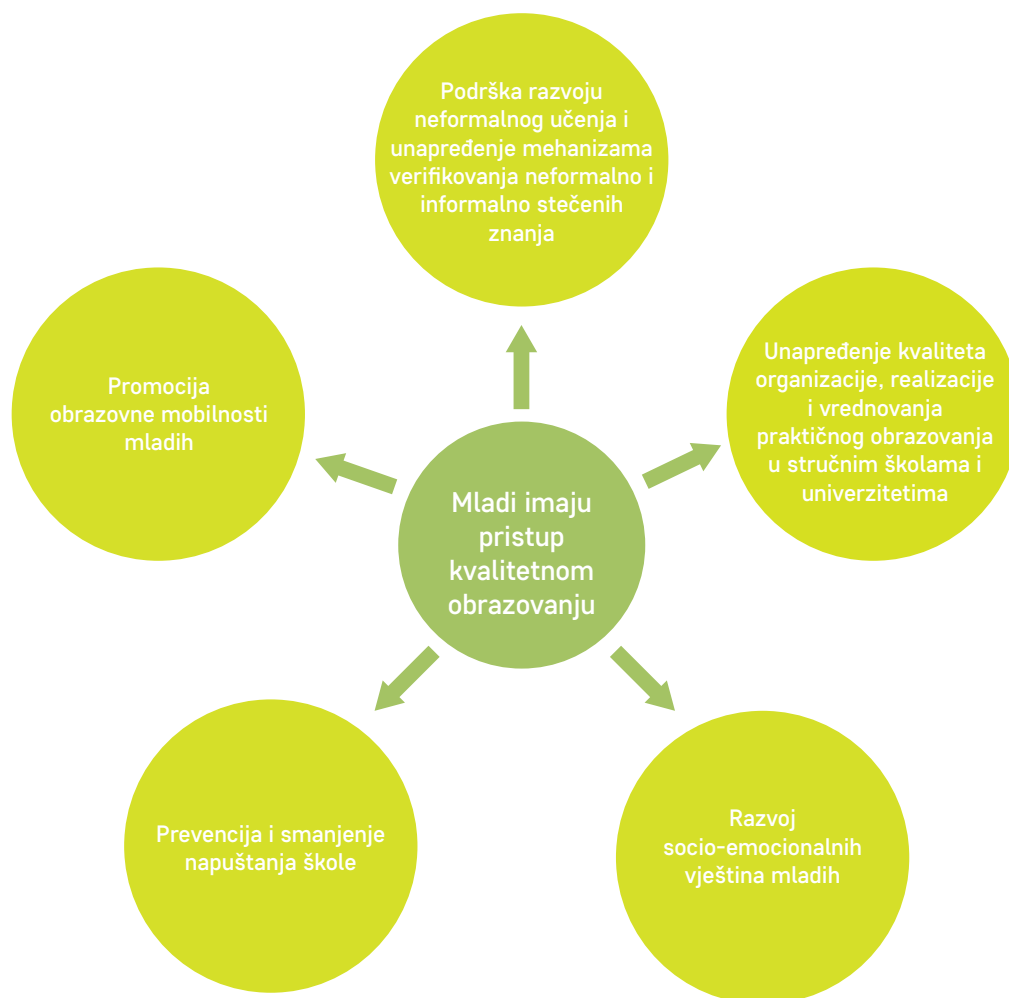 Podrška razvoju
neformalnog učenja i
unapređenje mehanizama
verifikovanja neformalno i
informalno stečenih
znanja
Promocija
obrazovne mobilnosti
mladih
Unapređenje kvaliteta
organizacije, realizacije
i vrednovanja
praktičnog obrazovanja
u stručnim školama i
univerzitetima
Mladi imaju
pristup
kvalitetnom
obrazovanju
Prevencija i smanjenje
napuštanja škole
Razvoj
socio-emocionalnih
vještina mladih